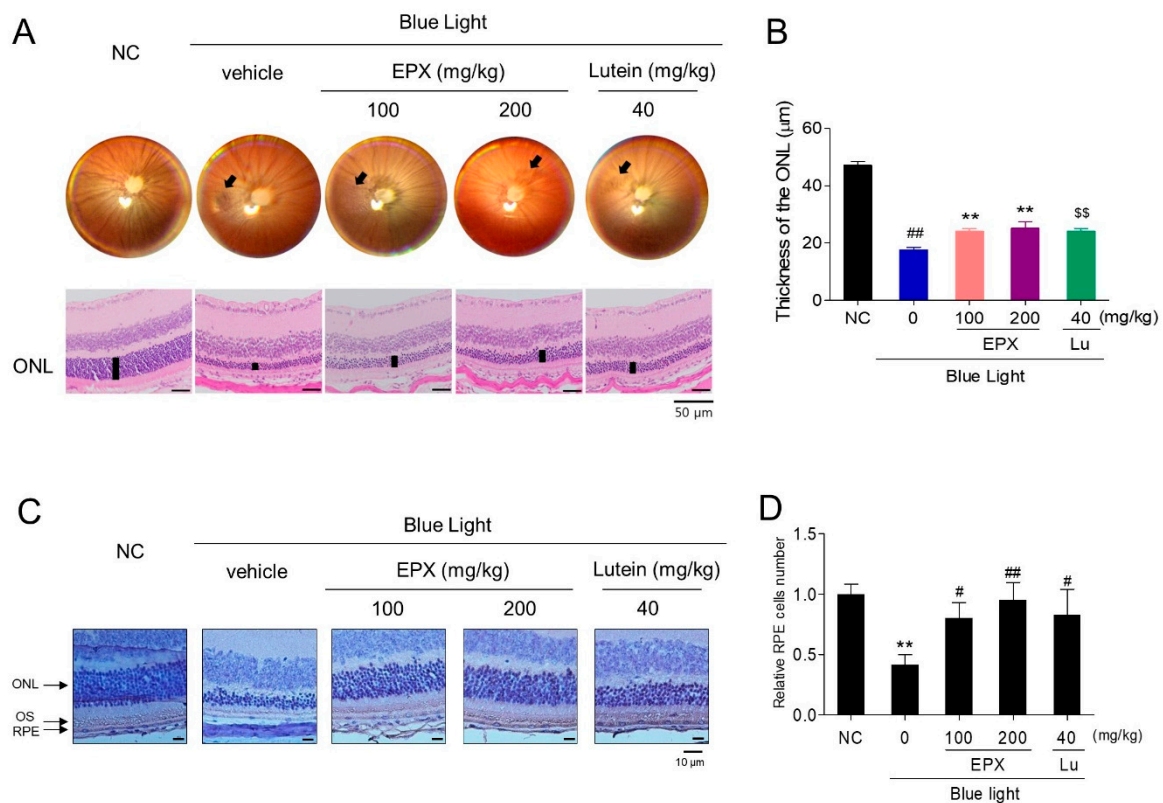 A
Blue Light
NC
vehicle
EPX (mg/kg)
Lutein (mg/kg)
100
200
40
ONL
50 μm
B
Thickness of the ONL (μm)
60
40
20
0
##
**
**
$$
NC
0
100
200
40
(mg/kg)
EPX
Lu
Blue Light
C
Blue Light
NC
vehicle
EPX (mg/kg)
Lutein (mg/kg)
100
200
40
ONL
OS
RPE
10 μm
D
Relative RPE cells number
1.5
1.0
0.5
0.0
**
#
##
#
NC
0
100
200
40
(mg/kg)
EPX
Lu
Blue light